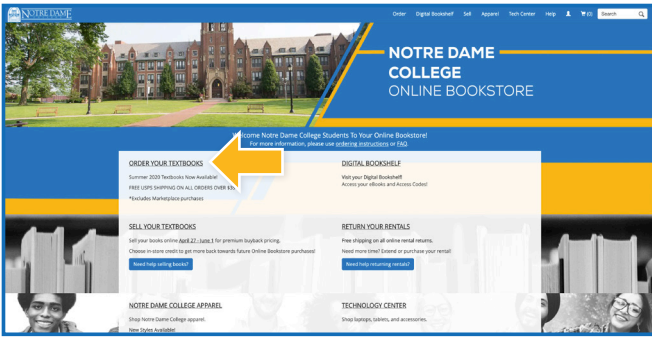 NOTRE DAME
Order Digital Bookshelf Sell Apparel Tech Center Help (0) Search
NOTRE DAME
COLLEGE
ONLINE BOOKSTORE
Welcome Notre Dame College Students To Your Online Bookstore!
For more information, please use ordering instructions or FAQ
ORDER YOUR TEXTBOOKS
Summer 2020 Textbooks Now Available!
FREE USPS SHIPPING ON ALL ORDERS OVER
*Excludes Marketplace purchases
DIGITAL BOOKSHELF
Visit your Digital Bookshelf!
Access your eBooks and Access Codes!
SELL YOUR TEXTBOOKS
Sell your books online April 27 - June 1 for premium buyback pricing.
Choose in-store credit to get more back towards future Online Bookstore purchases!
Need help selling books?
RETURN YOUR RENTALS
Free shipping on all online rental returns.
Need more time? Extend or purchase your rental!
Need help returning rentals?
NOTRE DAME COLLEGE APPAREL
Shop Notre Dame College apparel.
New Styles Available!
TECHNOLOGY CENTER
Shop laptops, tablets, and accessories.